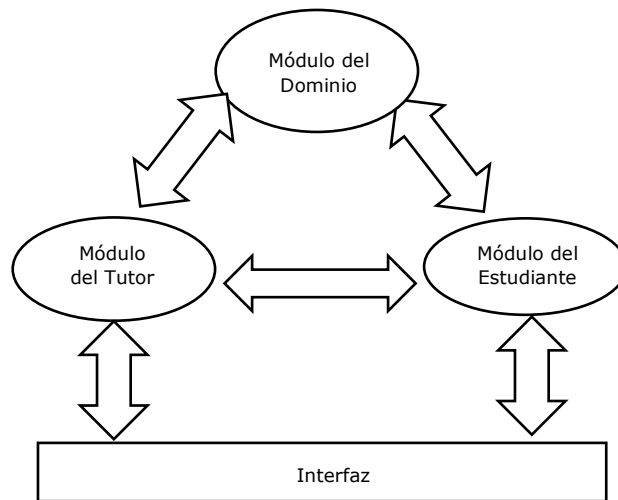 Módulo del
Dominio
Módulo
del Tutor
Módulo del
Estudiante
Interfaz